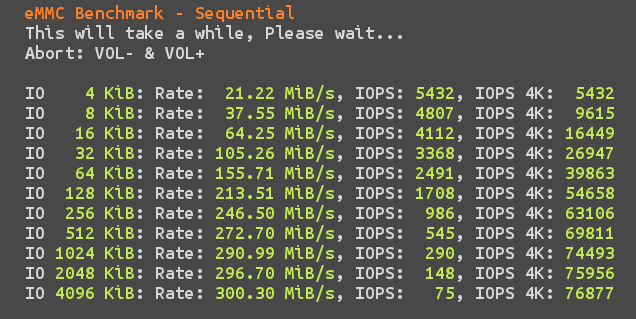 eMMC Benchmark - Sequential
This will take a while, Please wait...
Abort: VOL- & VOL+
IO    4 KiB: Rate:  21.22 MiB/s, IOPS: 5432, IOPS 4K:  5432
IO    8 KiB: Rate:  37.55 MiB/s, IOPS: 4807, IOPS 4K:  9615
IO   16 KiB: Rate:  64.25 MiB/s, IOPS: 4112, IOPS 4K: 16449
IO   32 KiB: Rate: 105.26 MiB/s, IOPS: 3368, IOPS 4K: 26947
IO   64 KiB: Rate: 155.71 MiB/s, IOPS: 2491, IOPS 4K: 39863
IO  128 KiB: Rate: 213.51 MiB/s, IOPS: 1708, IOPS 4K: 54658
IO  256 KiB: Rate: 246.50 MiB/s, IOPS:  986, IOPS 4K: 63106
IO  512 KiB: Rate: 272.70 MiB/s, IOPS:  545, IOPS 4K: 69811
IO 1024 KiB: Rate: 290.99 MiB/s, IOPS:  290, IOPS 4K: 74493
IO 2048 KiB: Rate: 296.70 MiB/s, IOPS:  148, IOPS 4K: 75956
IO 4096 KiB: Rate: 300.30 MiB/s, IOPS:   75, IOPS 4K: 76877